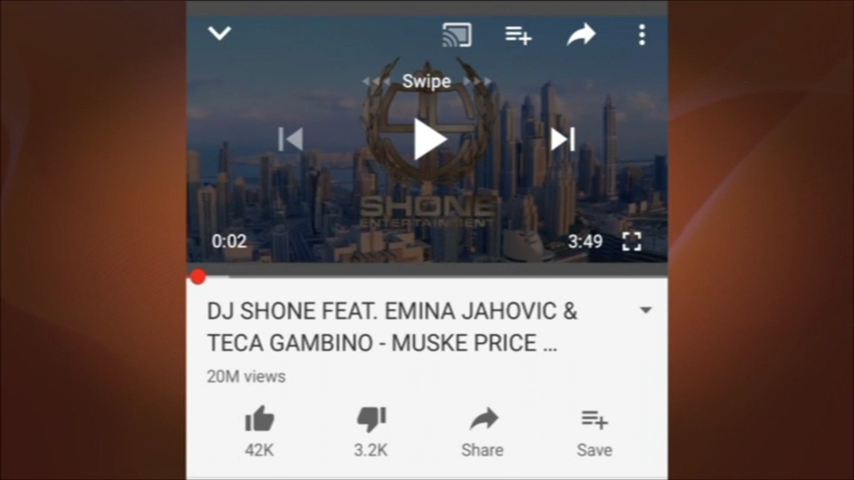 Swipe
SHONE
ENTERTAINMENT
0:02
3:49
DJ SHONE FEAT. EMINA JAHOVIC &
TECA GAMBINO - MUSKE PRICE ...
20M views
42K
3.2K
Share
Save